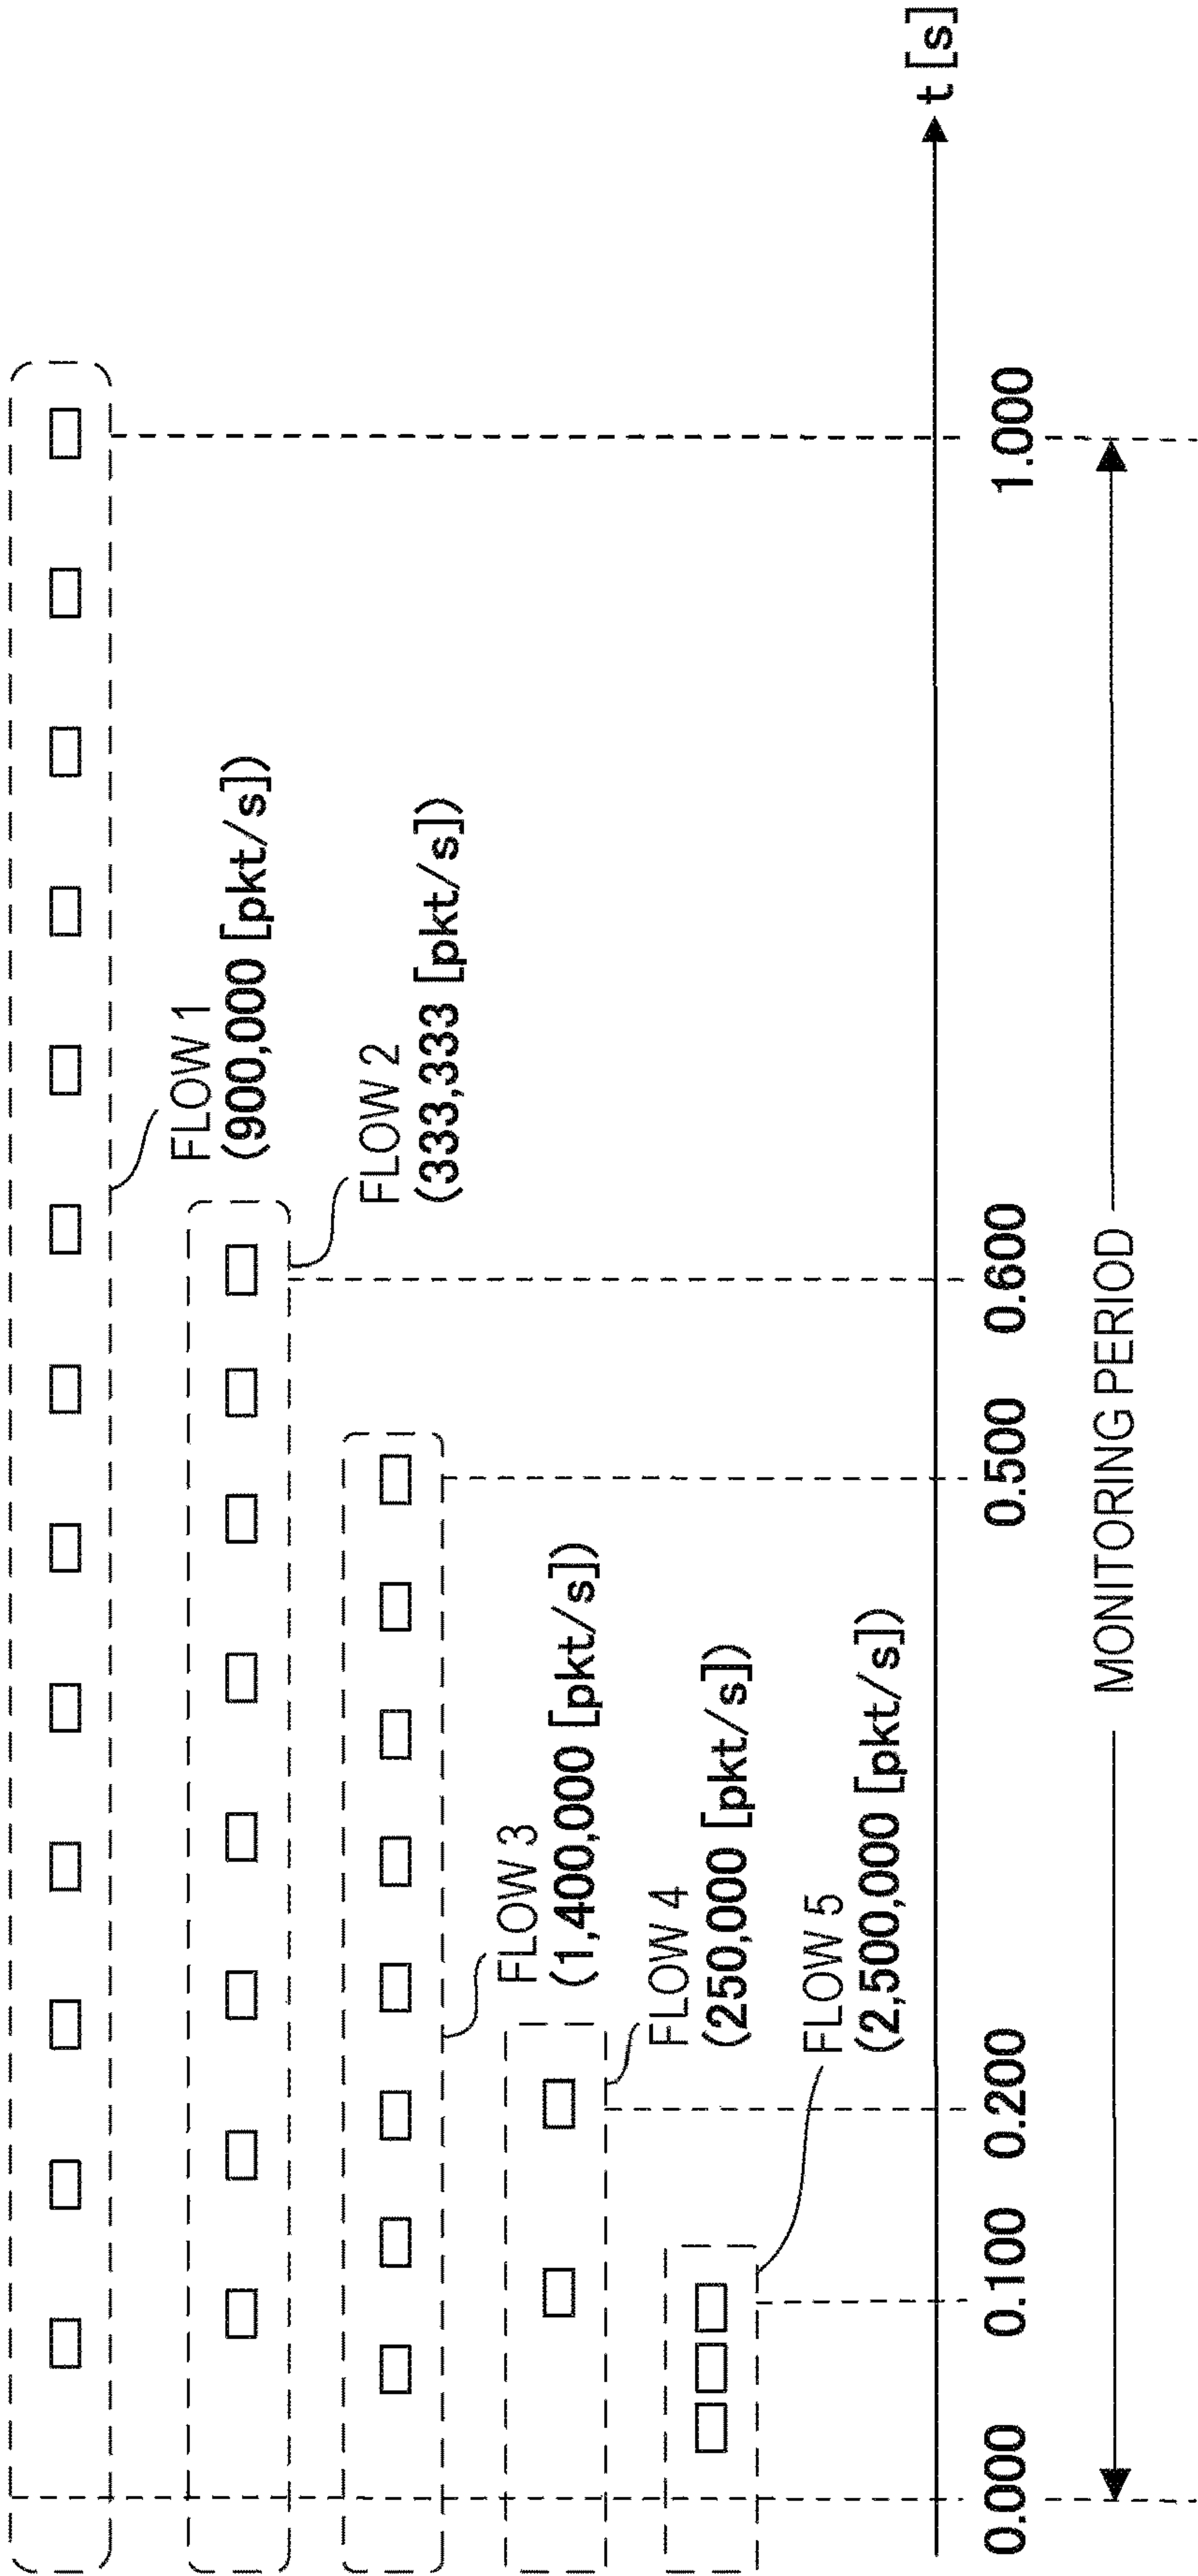 FLOW 1
(900,000 [pkt/s])
FLOW 2
(333,333 [pkt/s])
FLOW 3
(1,400,000 [pkt/s])
FLOW 4
(250,000 [pkt/s])
FLOW 5
(2,500,000 [pkt/s])
t [s]
0.000 0.100 0.200 0.500 0.600 1.000
MONITORING PERIOD